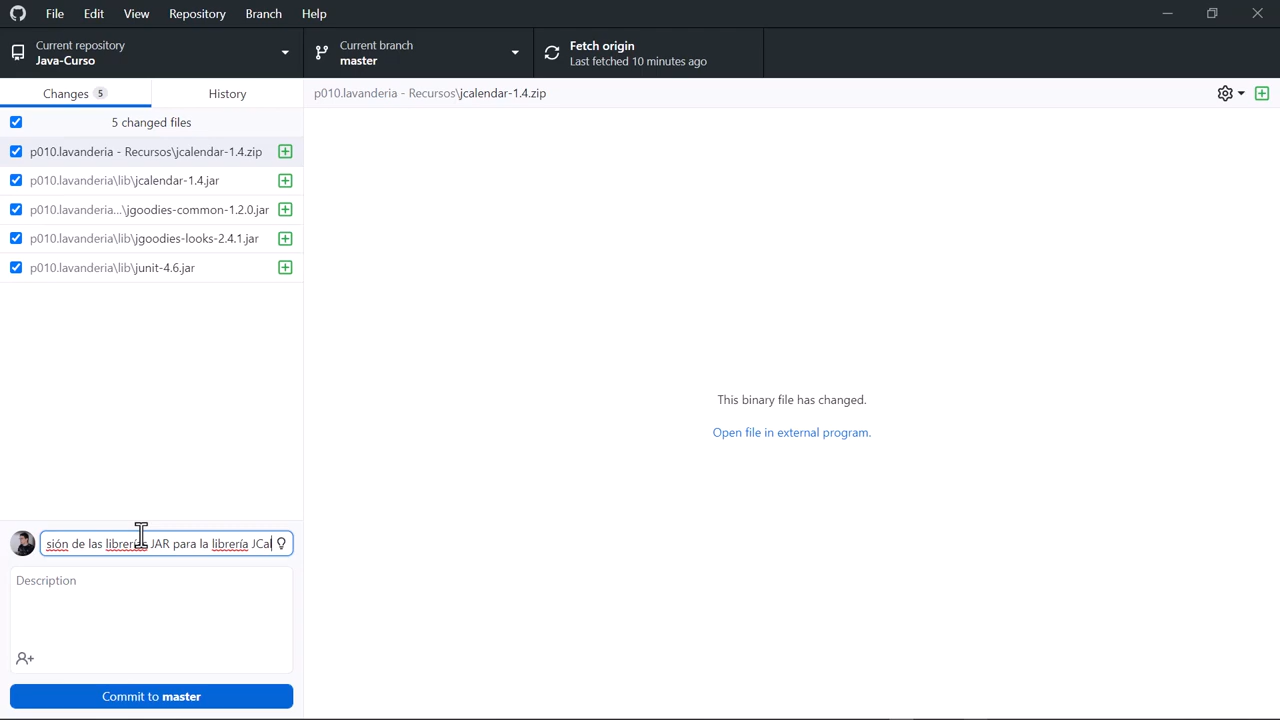 File Edit View Repository Branch Help
Current repository
Java-Curso
Current branch
master
Fetch origin
Last fetched 10 minutes ago
Changes 5
History
p010.lavanderia - Recursos\jcalendar-1.4.zip
5 changed files
p010.lavanderia - Recursos\jcalendar-1.4.zip
p010.lavanderia\lib\jcalendar-1.4.jar
p010.lavanderia...\jgoodies-common-1.2.0.jar
p010.lavanderia\lib\jgoodies-looks-2.4.1.jar
p010.lavanderia\lib\junit-4.6.jar
This binary file has changed.
Open file in external program.
sión de las librerías JAR para la librería JCal
Description
Commit to master